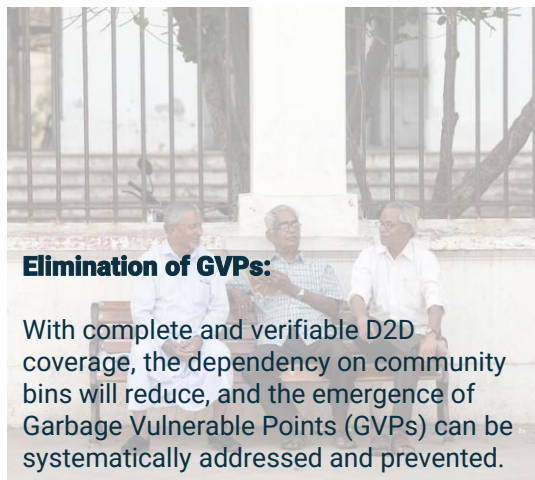 Elimination of GVPs:
With complete and verifiable D2D
coverage, the dependency on community
bins will reduce, and the emergence of
Garbage Vulnerable Points (GVPs) can be
systematically addressed and prevented.